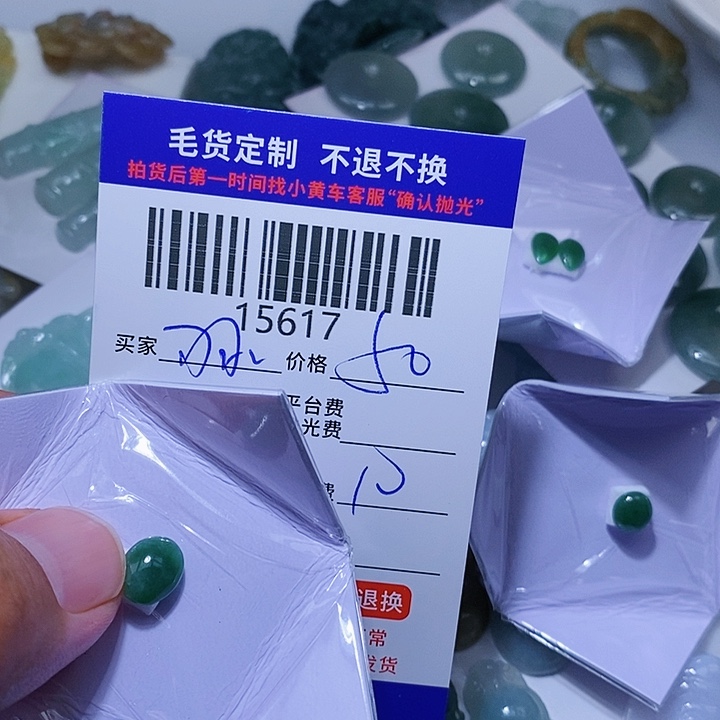 毛货定制 不退不换
拍货后第一时间找小黄车客服“确认抛光”
15617
买家 价格 50
平台费
光费
费
退换
常
发货